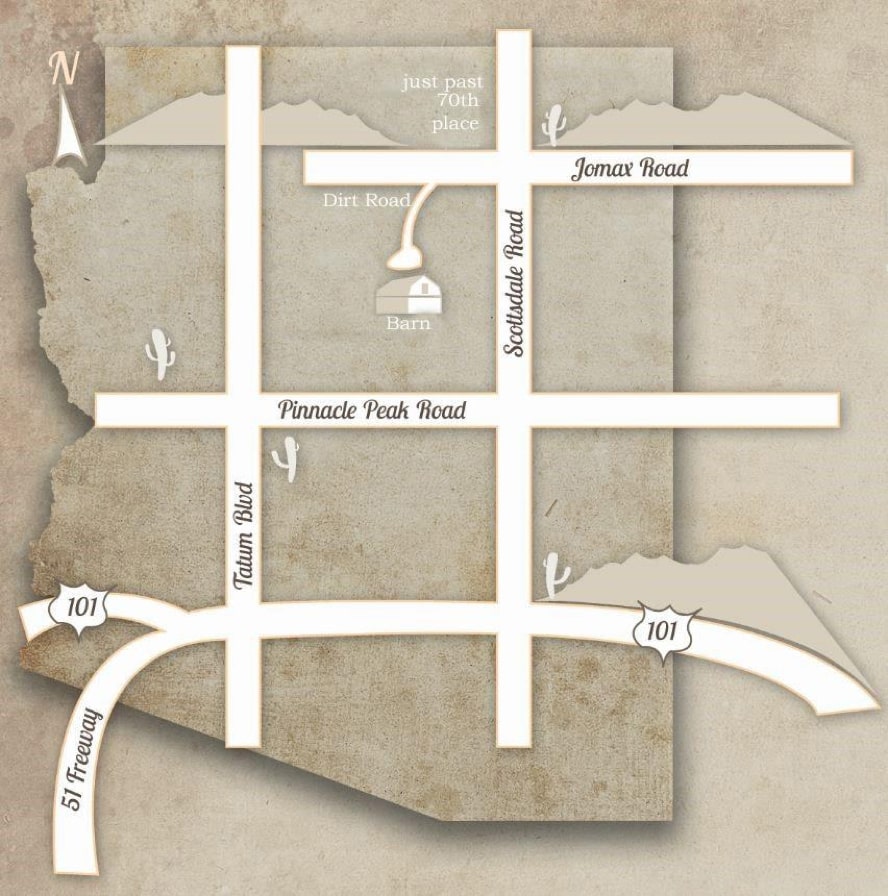 N
just past
70th
place
Jomax Road
Dirt Road
Scottsdale Road
Barn
Pinnacle Peak Road
Tatum Blvd
101
101
51 Freeway